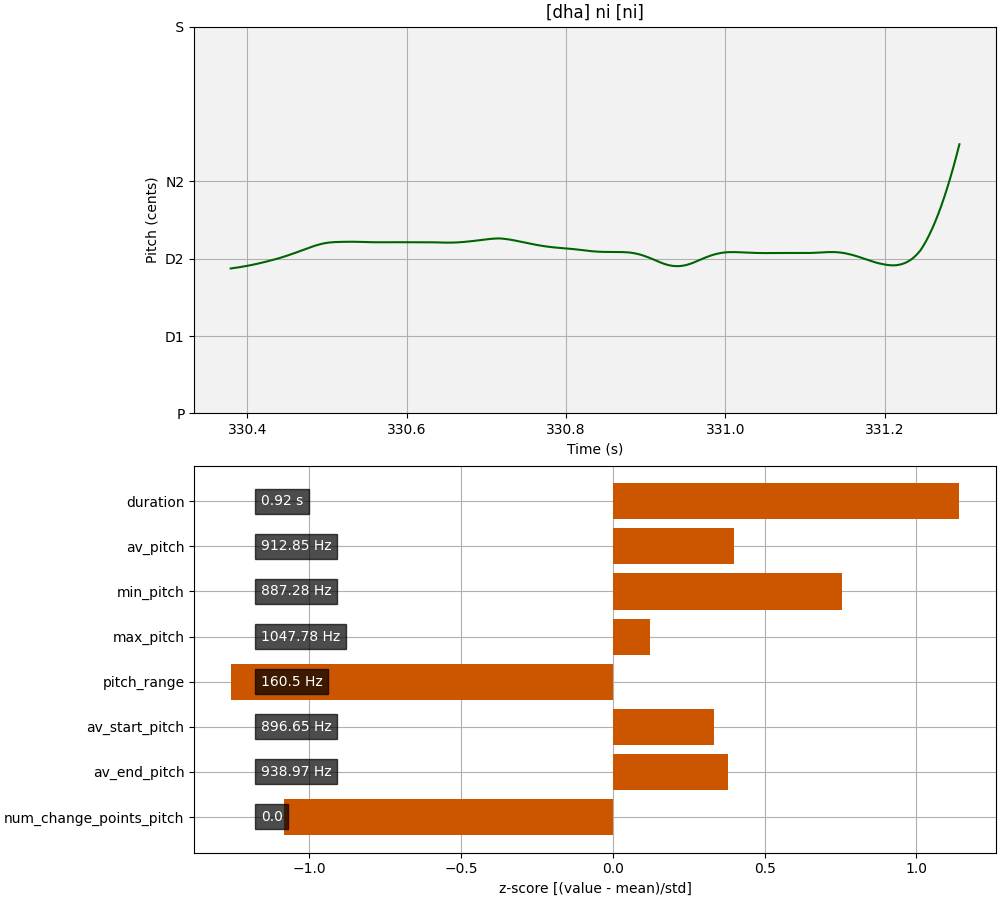 [dha] ni [ni]
S
N2
D2
D1
P
Pitch (cents)
330.4 330.6 330.8 331.0 331.2
Time (s)
duration 0.92 s
av_pitch 912.85 Hz
min_pitch 887.28 Hz
max_pitch 1047.78 Hz
pitch_range 160.5 Hz
av_start_pitch 896.65 Hz
av_end_pitch 938.97 Hz
num_change_points_pitch 0.0
−1.0 −0.5 0.0 0.5 1.0
z-score [(value - mean)/std]